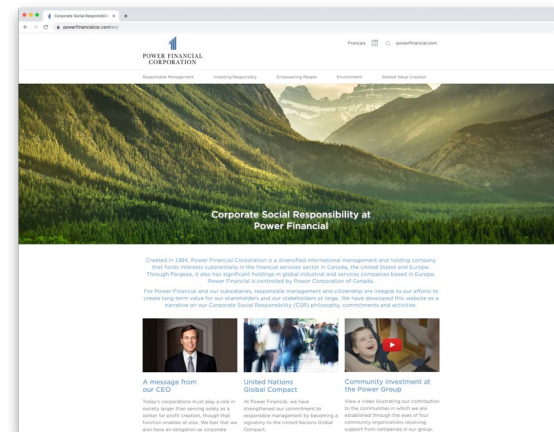 Corporate Social Responsibilit
powerfinancialcsr.com/en/
Français
powerfinancial.com
POWER FINANCIAL
CORPORATION
Responsible Management Investing Responsibly Empowering People Environment Shared Value Creation
Corporate Social Responsibility at
Power Financial
Created in 1984, Power Financial Corporation is a diversified international management and holding company
that holds interests substantially in the financial services sector in Canada, the United States and Europe.
Through Pargesa, it also has significant holdings in global industrial and services companies based in Europe.
Power Financial is controlled by Power Corporation of Canada.
For Power Financial and our subsidiaries, responsible management and citizenship are integral to our efforts to
create long-term value for our shareholders and our stakeholders at large. We have developed this website as a
narrative on our Corporate Social Responsibility (CSR) philosophy, commitments and activities.
A message from
our CEO
Today's corporations must play a role in
society larger than serving solely as a
center for profit creation, though that
function enables all else. We feel that we
also have an obligation as corporate
United Nations
Global Compact
At Power Financial, we have
strengthened our commitment to
responsible management by becoming a
signatory to the United Nations Global
Compact.
Community investment at
the Power Group
View a video illustrating our contribution
to the communities in which we are
established through the eyes of four
community organizations receiving
support from companies in our group.